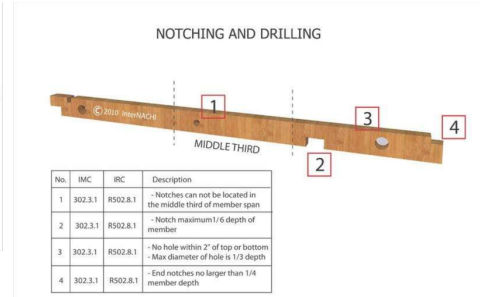 NOTCHING AND DRILLING
1
3
4
© 2010 InterNACHI
MIDDLE THIRD
2
No. IMC IRC Description
1 302.3.1 R502.8.1 - Notches can not be located in
the middle third of member span
2 302.3.1 R502.8.1 - Notch maximum1/6 depth of
member
3 302.3.1 R502.8.1 - No hole within 2" of top or bottom
- Max diameter of hole is 1/3 depth
4 302.3.1 R502.8.1 - End notches no larger than 1/4
member depth